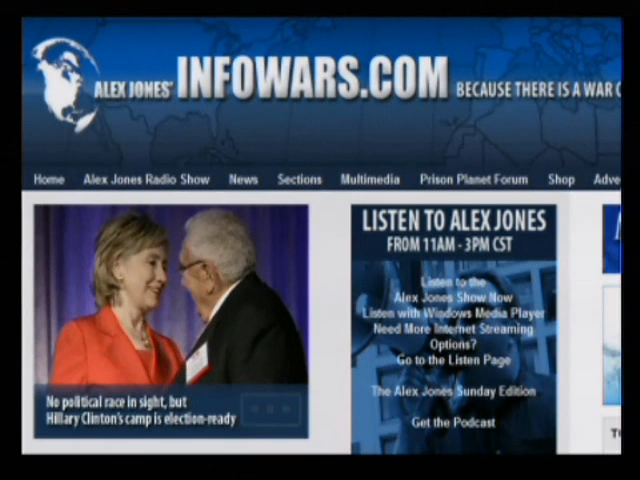 ALEX JONES' INFOWARS.COM BECAUSE THERE IS A WAR
Home Alex Jones Radio Show News Sections Multimedia Prison Planet Forum Shop Adve
LISTEN TO ALEX JONES
FROM 11AM - 3PM CST
Listen to the
Alex Jones Show Now
Listen with Windows Media Player
Need More Internet Streaming
Options?
Go to the Listen Page
The Alex Jones Sunday Edition
Get the Podcast
No political race in sight, but
Hillary Clinton's camp is election-ready